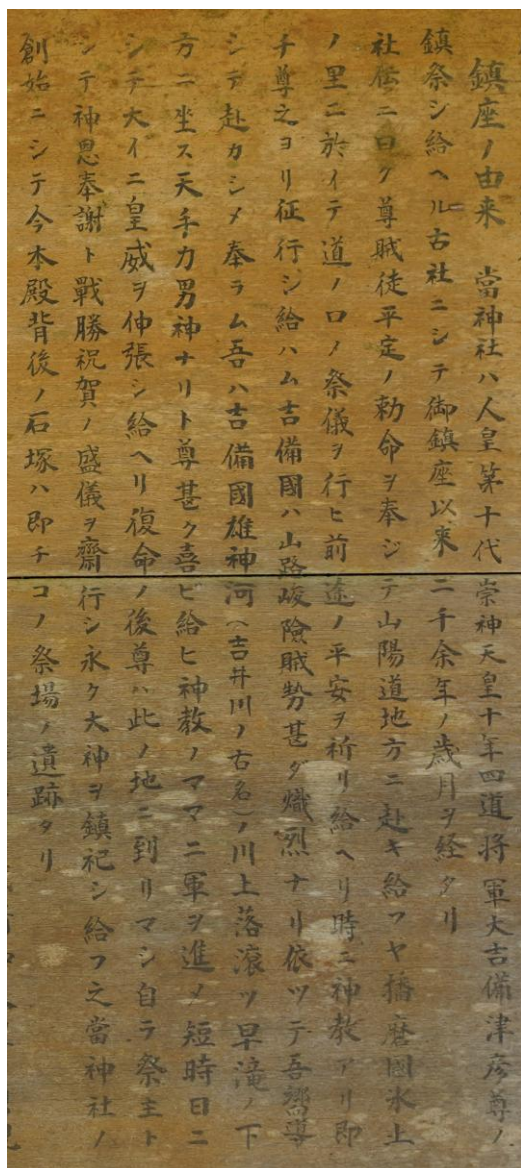 鎮座ノ由来　當神社ハ人皇第十代崇神天皇十年四道将軍大吉備津彦尊ノ
鎮祭シ給ヘル古社ニシテ御鎮座以来二千余年ノ歳月ヲ経タリ
社伝ニ曰ク尊賊徒平定ノ勅命ヲ奉ジテ山陽道地方ニ赴キ給フヤ播磨國氷上
ノ里ニ於イテ道ノ口ノ祭儀ヲ行ヒ前途ノ平安ヲ祈リ給ヘリ時ニ神教アリ即
チ尊之ヨリ征行シ給ハム吉備國ハ山路峻險賊勢甚ダ熾烈ナリ依ツテ吾嚮導
シテ赴カシメ奉ラム吾ハ吉備國雄神河（吉井川ノ古名）ノ川上落滾ツ早滝ノ下
方ニ坐ス天手力男神ナリト尊甚ク喜ビ給ヒ神教ノママニ軍ヲ進メ短時日ニ
シテ大イニ皇威ヲ伸張シ給ヘリ復命ノ後尊ハ此ノ地ニ到リマシ自ラ祭主ト
シテ神恩奉謝ト戰勝祝賀ノ盛儀ヲ齋行シ永ク大神ヲ鎮祀シ給フ之當神社ノ
創始ニシテ今本殿背後ノ石塚ハ即チコノ祭場ノ遺跡タリ